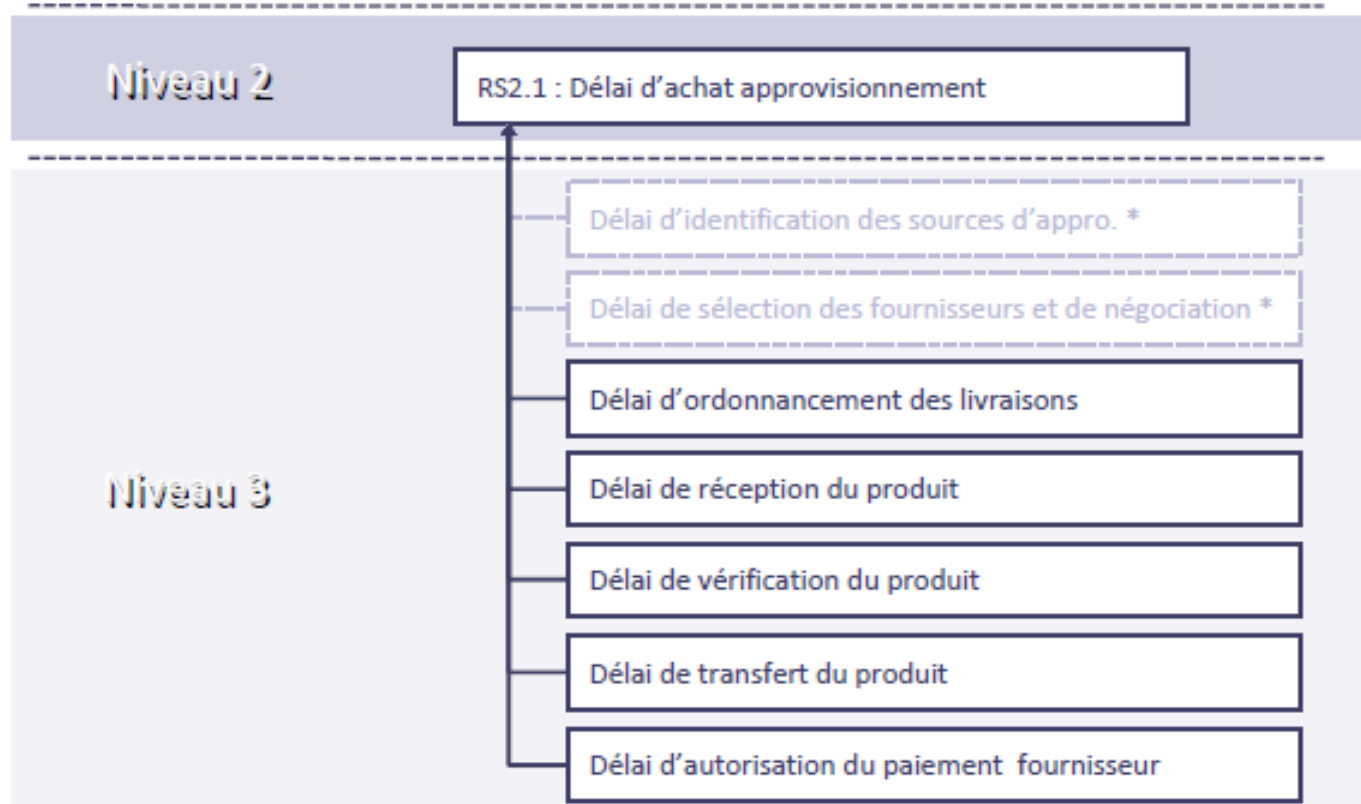 Niveau 2
RS2.1 : Délai d’achat approvisionnement
Délai d’identification des sources d’appro. *
Délai de sélection des fournisseurs et de négociation *
Délai d’ordonnancement des livraisons
Niveau 3
Délai de réception du produit
Délai de vérification du produit
Délai de transfert du produit
Délai d’autorisation du paiement fournisseur